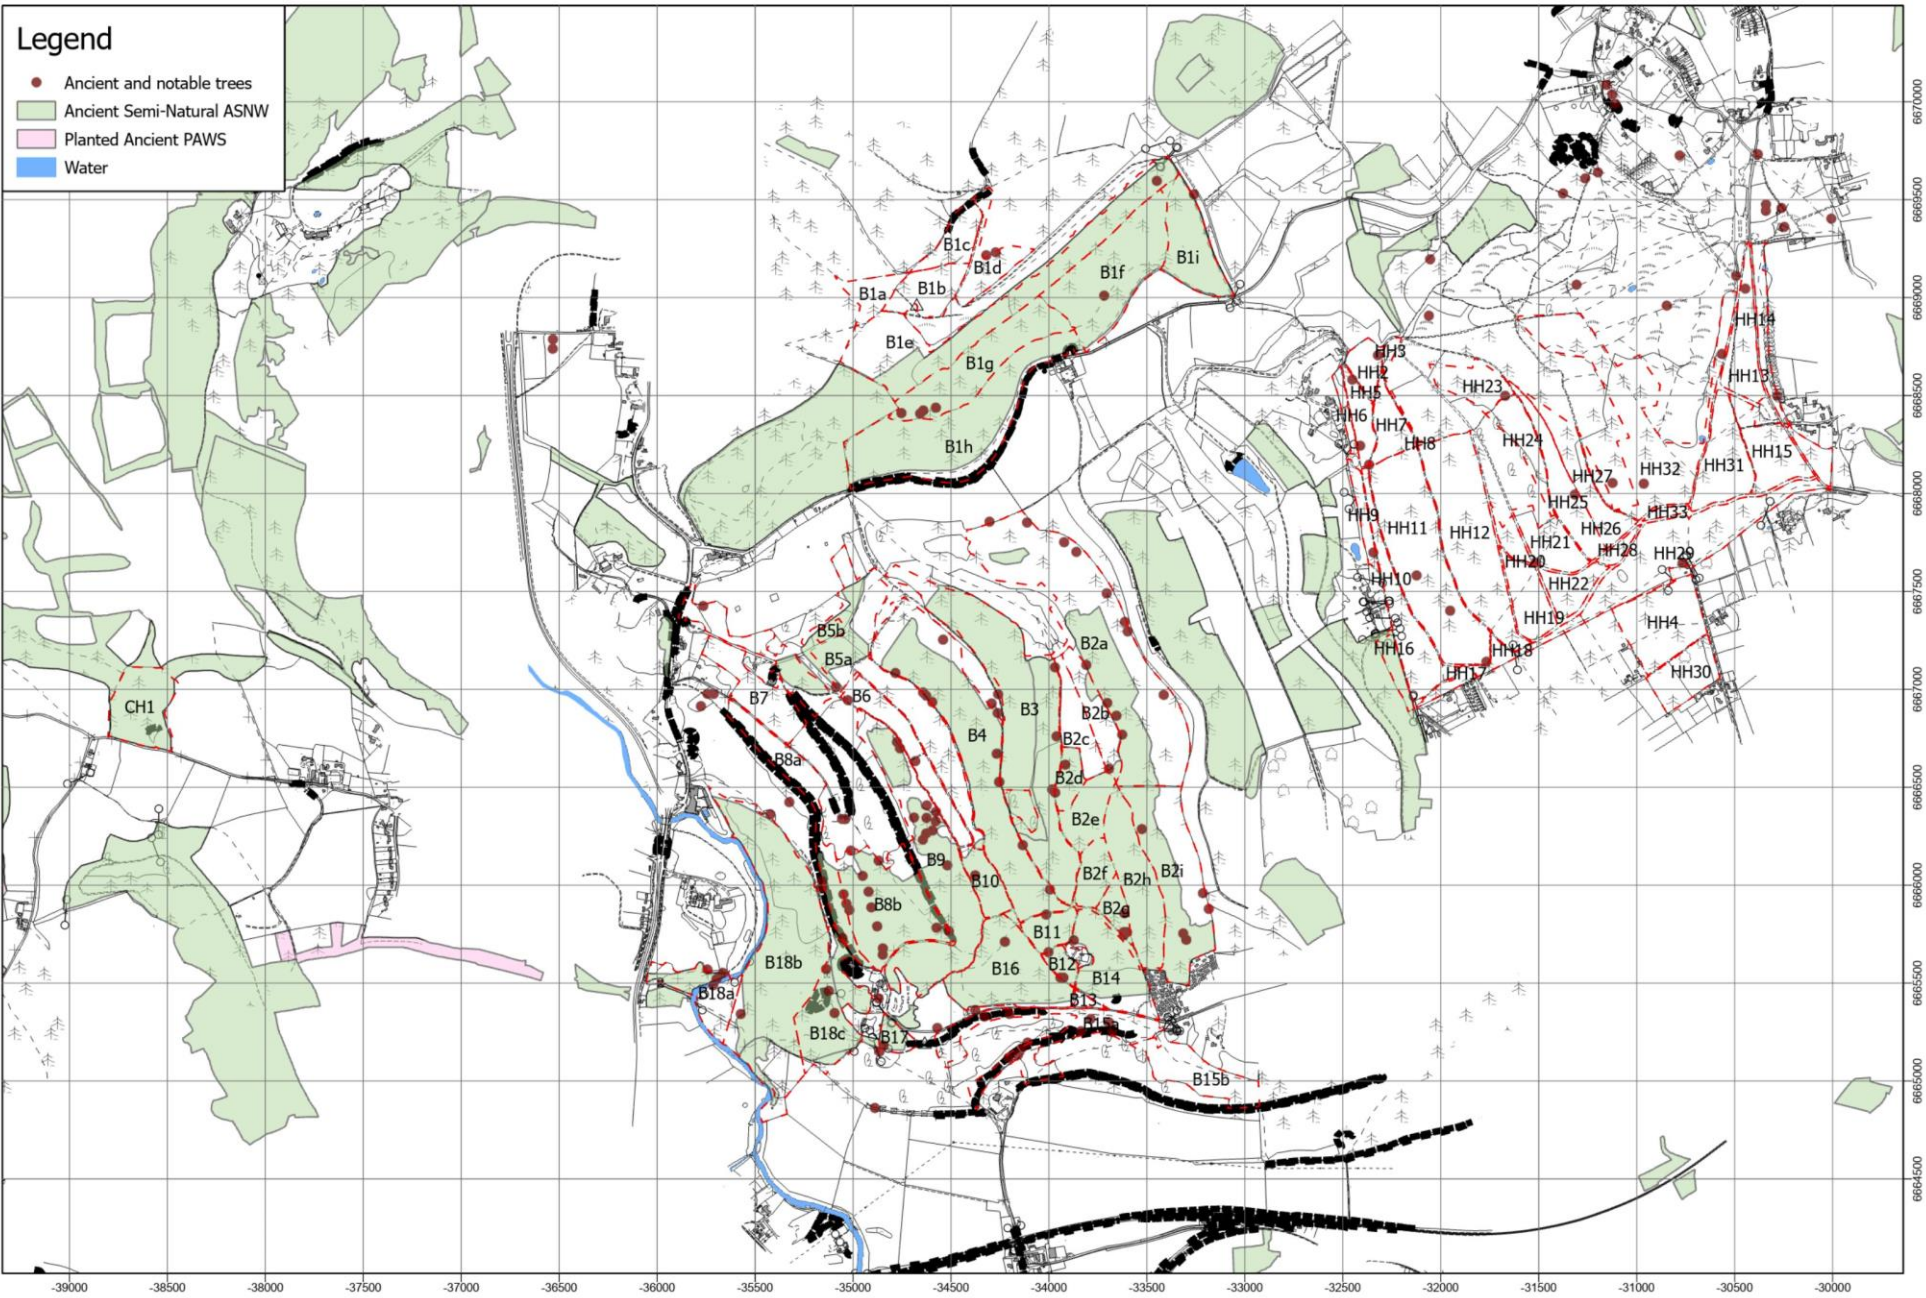 Legend
Ancient and notable trees
Ancient Semi-Natural ASNW
Planted Ancient PAWS
Water
6670000
6669500
6669000
6668500
6668000
6667500
6667000
6666500
6666000
6665500
6665000
6664500
B1c
B1d
B1f
B1i
B1a
B1b
B1e
B1g
B1h
HH14
HH3
HH2
HH13
HH23
HH5
HH6
HH7
HH8
HH24
HH15
HH31
HH32
HH27
HH25
HH9
HH33
HH11
HH12
HH26
HH21
HH28
HH29
HH20
HH10
HH22
HH19
HH4
HH16
HH18
HH17
HH30
B5b
B5a
B2a
B7
B6
B3
B2b
CH1
B4
B2c
B8a
B2d
B2e
B9
B10
B2f
B2h
B2i
B8b
B2g
B11
B18b
B16
B12
B14
B18a
B13
B15a
B18c
B17
B15b
-39000
-38500
-38000
-37500
-37000
-36500
-36000
-35500
-35000
-34500
-34000
-33500
-33000
-32500
-32000
-31500
-31000
-30500
-30000